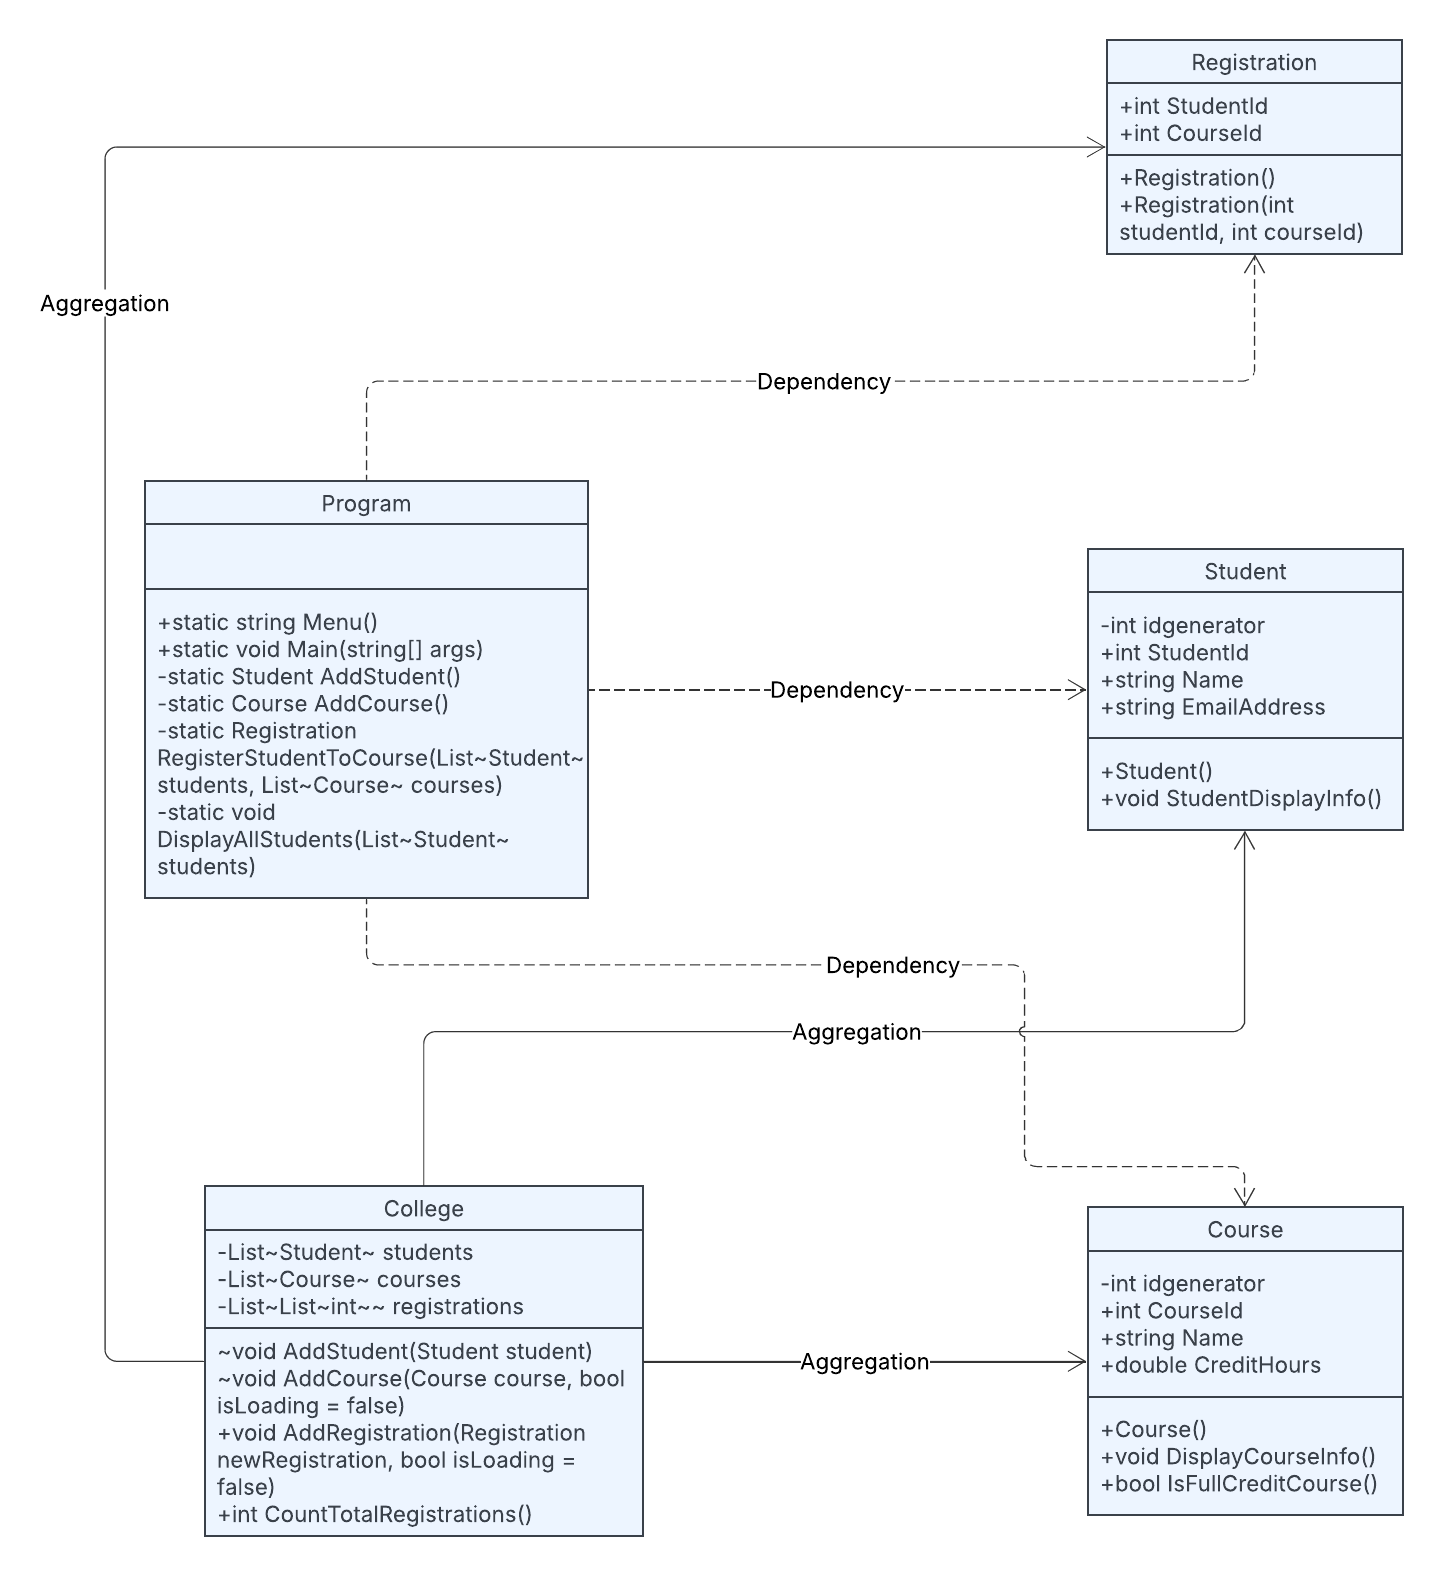 Registration
+int StudentId
+int CourseId
+Registration()
+Registration(int
studentId, int courseId)
Aggregation
Dependency
Program
+static string Menu()
+static void Main(string[] args)
-static Student AddStudent()
-static Course AddCourse()
-static Registration
RegisterStudentToCourse(List~Student~
students, List~Course~ courses)
-static void
DisplayAllStudents(List~Student~
students)
Dependency
Student
-int idgenerator
+int StudentId
+string Name
+string EmailAddress
+Student()
+void StudentDisplayInfo()
Dependency
Aggregation
College
-List~Student~ students
-List~Course~ courses
-List~List~int~~ registrations
~void AddStudent(Student student)
~void AddCourse(Course course, bool
isLoading = false)
+void AddRegistration(Registration
newRegistration, bool isLoading =
false)
+int CountTotalRegistrations()
Aggregation
Course
-int idgenerator
+int CourseId
+string Name
+double CreditHours
+Course()
+void DisplayCourseInfo()
+bool IsFullCreditCourse()